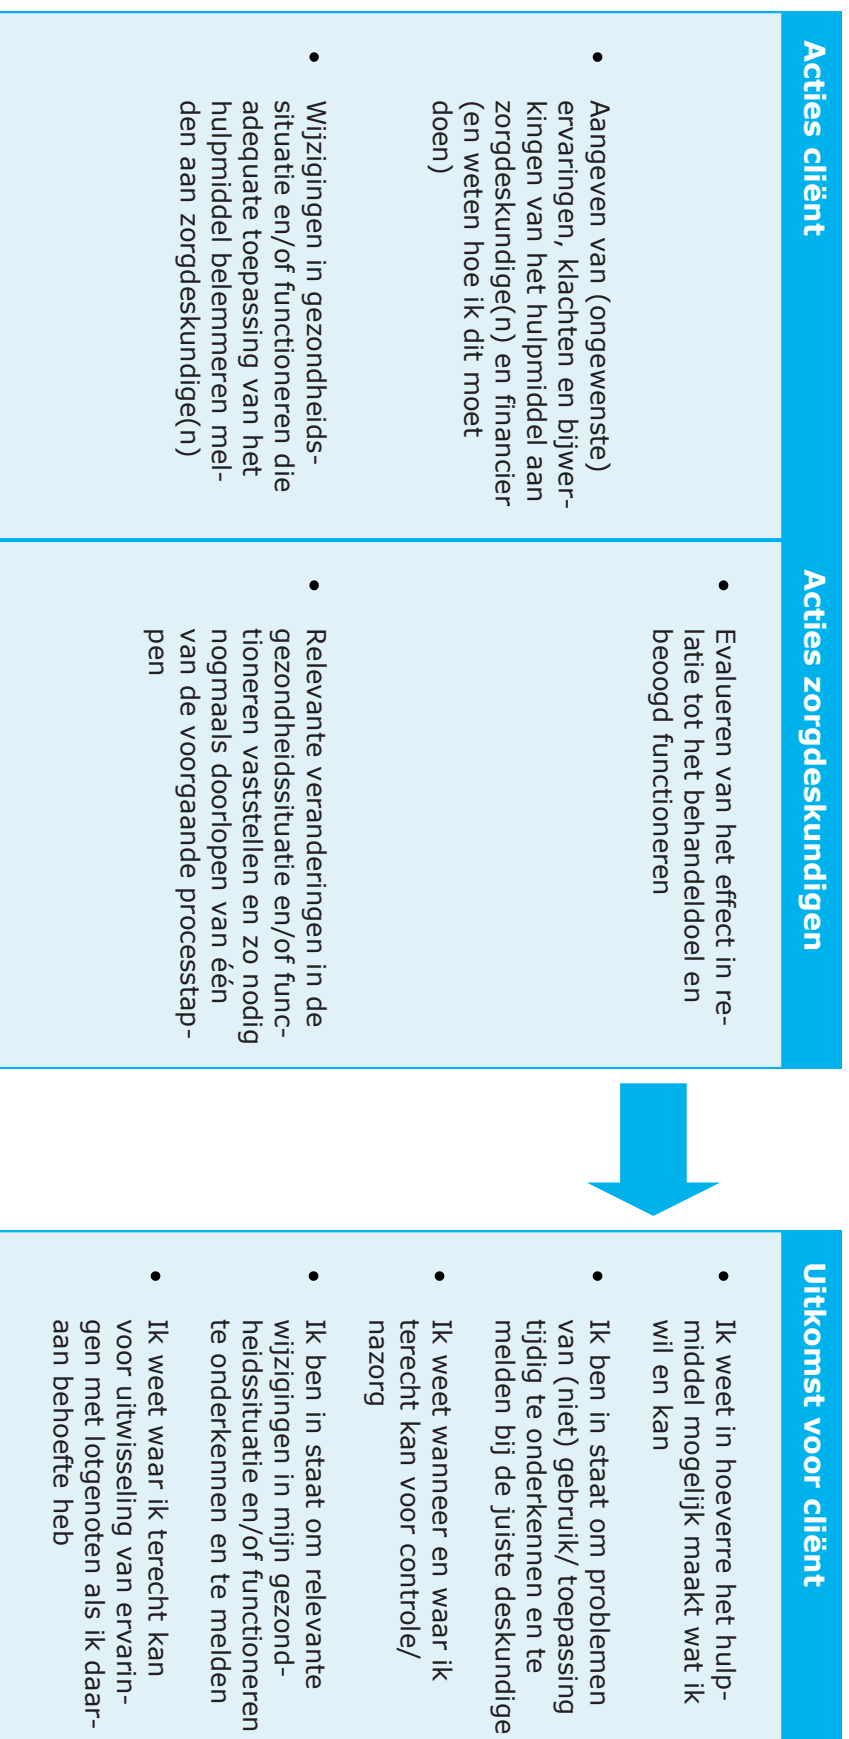 Acties cliënt
• Aangeven van (ongewenste)
ervaringen, klachten en bijwer-
kingen van het hulpmiddel aan
zorgdeskundige(n) en financier
(en weten hoe ik dit moet
doen)
• Wijzigingen in gezondheids-
situatie en/of functioneren die
adequate toepassing van het
hulpmiddel belemmeren mel-
den aan zorgdeskundige(n)
Acties zorgdeskundigen
• Evalueren van het effect in re-
latie tot het behandeldoel en
beoogd functioneren
• Relevante veranderingen in de
gezondheidssituatie en/of func-
tioneren vaststellen en zo nodig
nogmaals doorlopen van één
van de voorgaande processtap-
pen
Uitkomst voor cliënt
• Ik weet in hoeverre het hulp-
middel mogelijk maakt wat ik
wil en kan
• Ik ben in staat om problemen
van (niet) gebruik/ toepassing
tijdig te onderkennen en te
melden bij de juiste deskundige
• Ik weet wanneer en waar ik
terecht kan voor controle/
nazorg
• Ik ben in staat om relevante
wijzigingen in mijn gezond-
heidssituatie en/of functioneren
te onderkennen en te melden
• Ik weet waar ik terecht kan
voor uitwisseling van ervarin-
gen met lotgenoten als ik daar-
aan behoefte heb